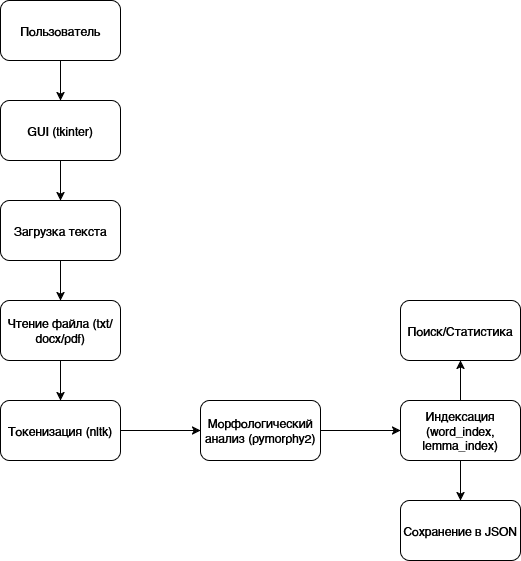 Пользователь
GUI (tkinter)
Загрузка текста
Чтение файла (txt/
docx/pdf)
Токенизация (nltk)
Морфологический
анализ (pymorphy2)
Индексация
(word_index,
lemma_index)
Поиск/Статистика
Сохранение в JSON